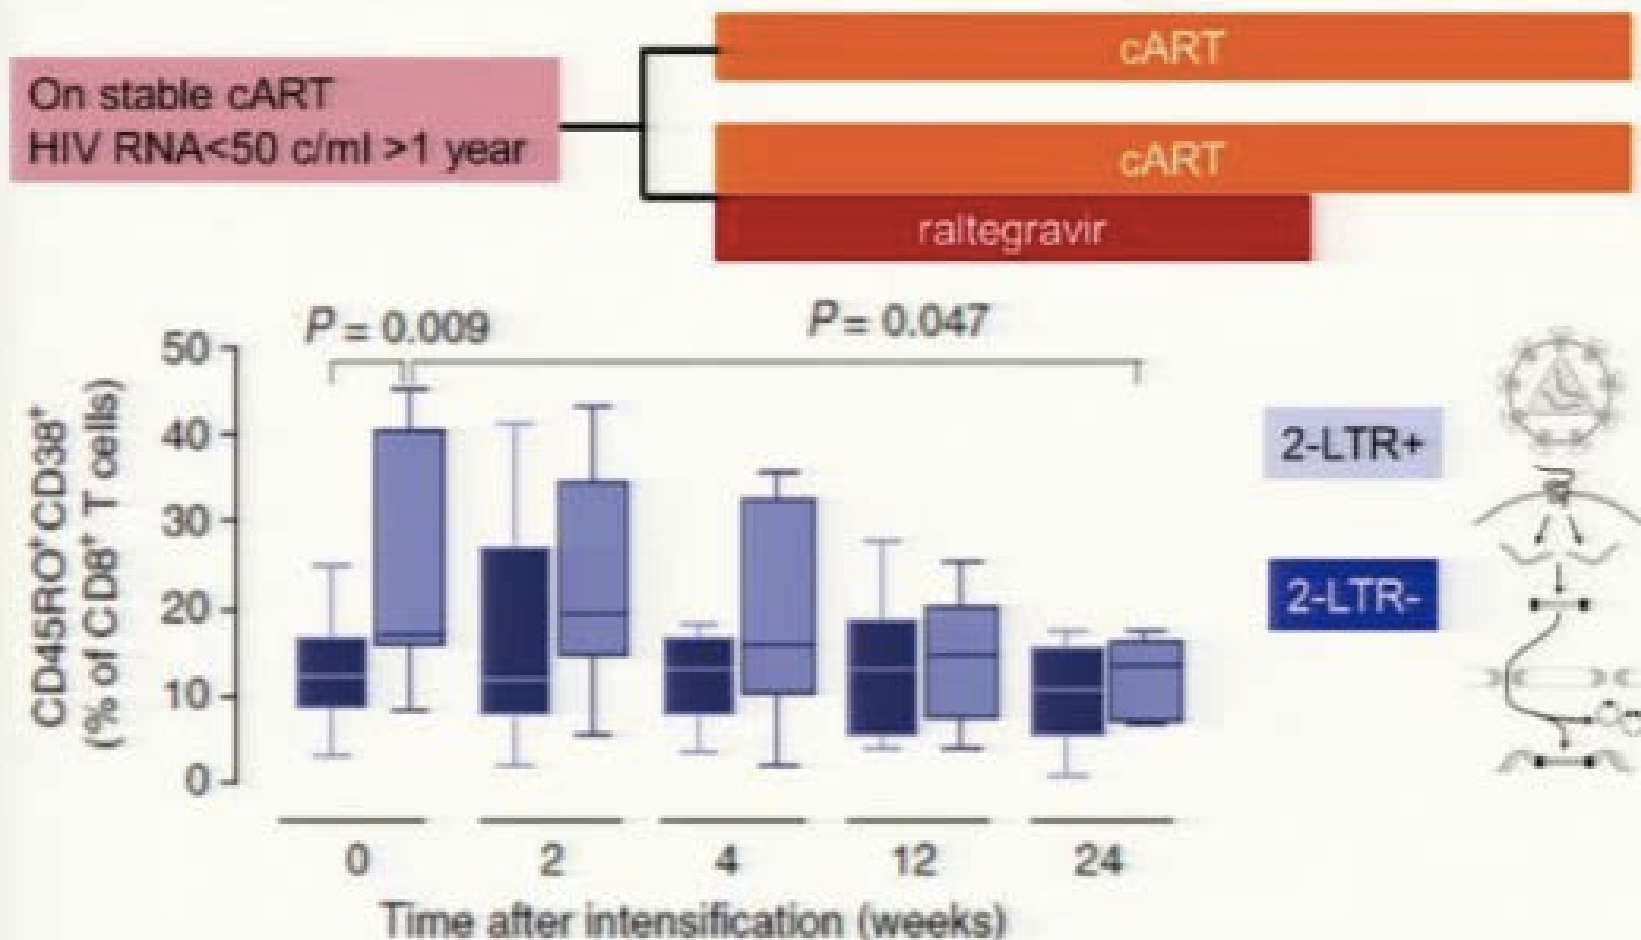 cART
On stable cART
HIV RNA<50 c/ml >1 year
cART
raltegravir
P = 0.009
P = 0.047
CD45RO⁺CD38⁺
(% of CD8⁺ T cells)
50
40
30
20
10
0
2-LTR+
2-LTR-
0 2 4 12 24
Time after intensification (weeks)